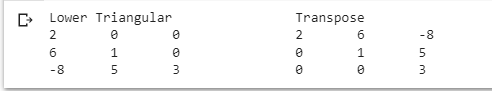 Lower Triangular Transpose
2 0 0 2 6 -8
6 1 0 0 1 5
-8 5 3 0 0 3